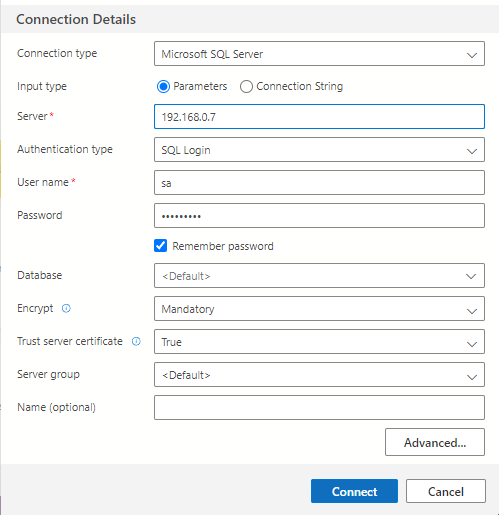 Connection Details
Connection type Microsoft SQL Server
Input type Parameters Connection String
Server* 192.168.0.7
Authentication type SQL Login
User name* sa
Password •••••••••
Remember password
Database <Default>
Encrypt Mandatory
Trust server certificate True
Server group <Default>
Name (optional)
Advanced...
Connect Cancel